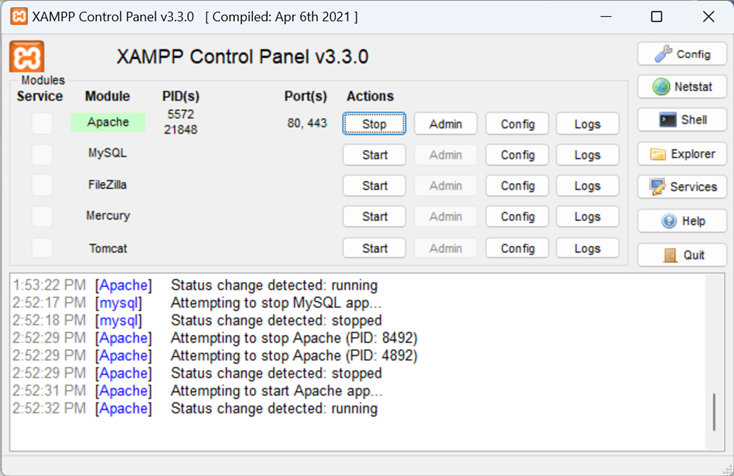 XAMPP Control Panel v3.3.0 [ Compiled: Apr 6th 2021 ]
XAMPP Control Panel v3.3.0
Modules
Service Module PID(s) Port(s) Actions
Apache 5572 21848 80, 443 Stop Admin Config Logs
MySQL Start Admin Config Logs
FileZilla Start Admin Config Logs
Mercury Start Admin Config Logs
Tomcat Start Admin Config Logs
Config
Netstat
Shell
Explorer
Services
Help
Quit
1:53:22 PM [Apache] Status change detected: running
2:52:17 PM [mysql] Attempting to stop MySQL app...
2:52:18 PM [mysql] Status change detected: stopped
2:52:29 PM [Apache] Attempting to stop Apache (PID: 8492)
2:52:29 PM [Apache] Attempting to stop Apache (PID: 4892)
2:52:29 PM [Apache] Status change detected: stopped
2:52:31 PM [Apache] Attempting to start Apache app...
2:52:32 PM [Apache] Status change detected: running